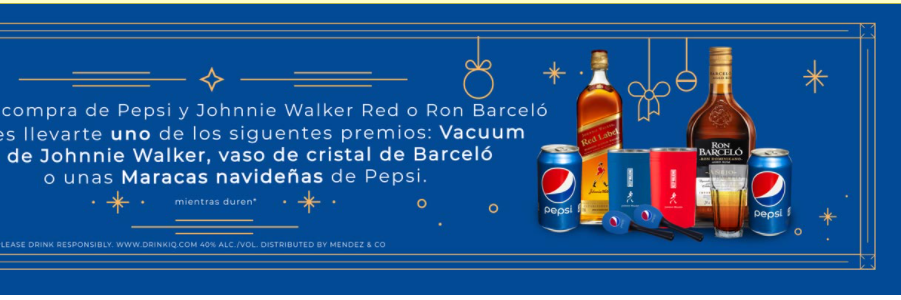 compra de Pepsi y Johnnie Walker Red o Ron Barceló
es llevarte uno de los siguentes premios: Vacuum
de Johnnie Walker, vaso de cristal de Barceló
o unas Maracas navideñas de Pepsi.
mientras duren*
LEASE DRINK RESPONSIBLY. WWW.DRINKIQ.COM 40% ALC./VOL. DISTRIBUTED BY MENDEZ & CO
Red Label
BARCELÓ
RON
BARCELÓ
AÑEJO
pepsi
pepsi